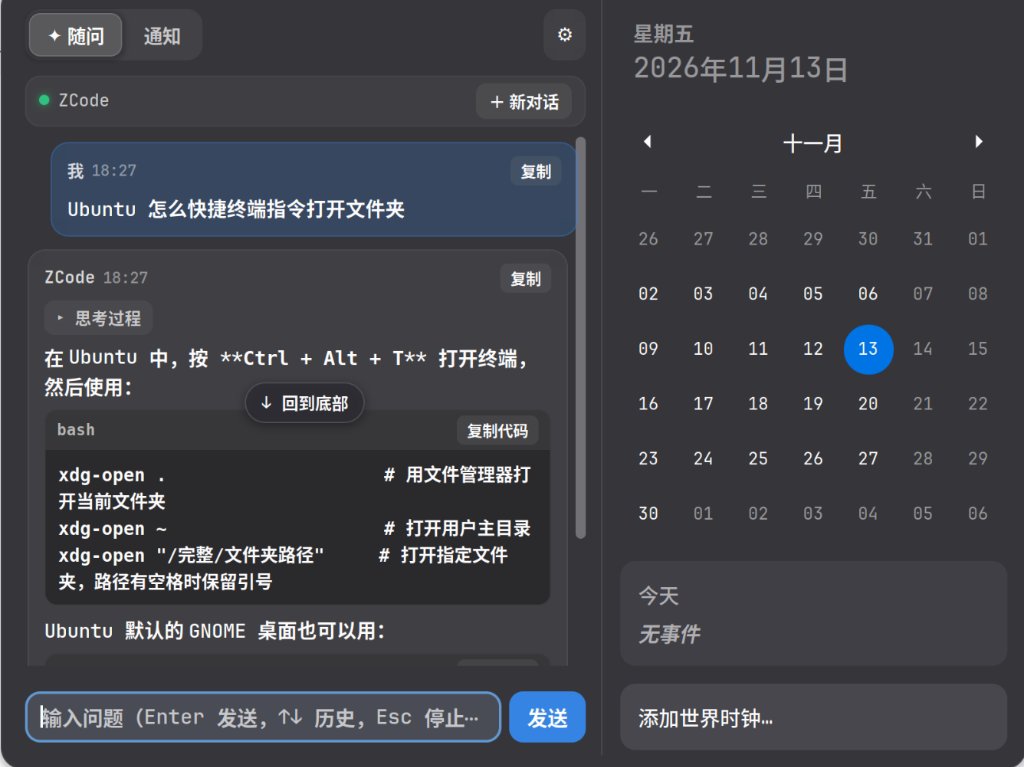 ✦ 随问 通知 ⚙
ZCode + 新对话
我 18:27 复制
Ubuntu 怎么快捷终端指令打开文件夹
ZCode 18:27 复制
▸ 思考过程
在 Ubuntu 中，按 **Ctrl + Alt + T** 打开终端，
然后使用：
↓ 回到底部
bash 复制代码
xdg-open . # 用文件管理器打
开当前文件夹
xdg-open ~ # 打开用户主目录
xdg-open "/完整/文件夹路径" # 打开指定文件
夹，路径有空格时保留引号
Ubuntu 默认的 GNOME 桌面也可以用：
输入问题（Enter 发送，↑↓ 历史，Esc 停止… 发送
星期五
2026年11月13日
十一月
一 二 三 四 五 六 日
26 27 28 29 30 31 01
02 03 04 05 06 07 08
09 10 11 12 13 14 15
16 17 18 19 20 21 22
23 24 25 26 27 28 29
30 01 02 03 04 05 06
今天
无事件
添加世界时钟…